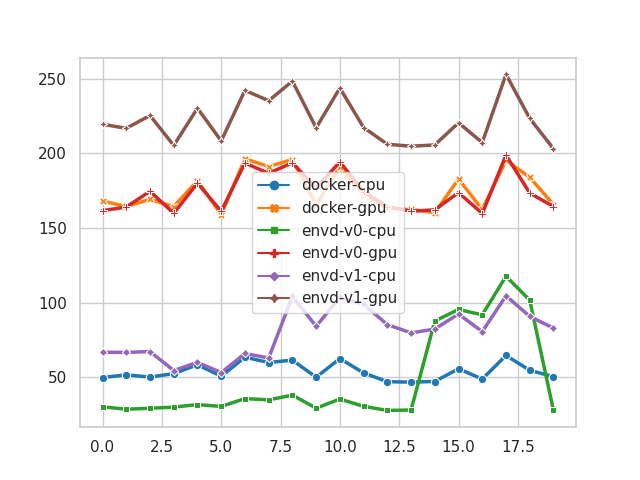 250
200
150
100
50
docker-cpu
docker-gpu
envd-v0-cpu
envd-v0-gpu
envd-v1-cpu
envd-v1-gpu
0.0 2.5 5.0 7.5 10.0 12.5 15.0 17.5